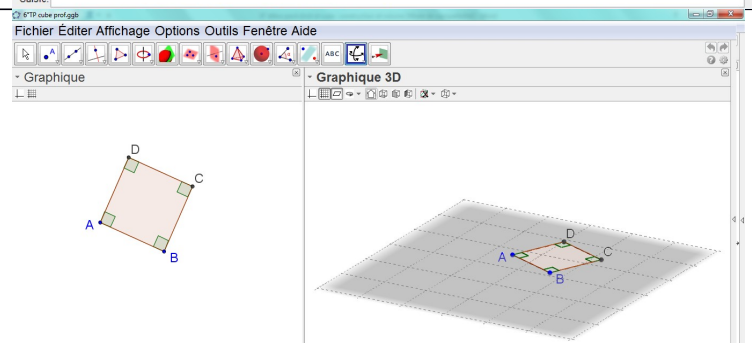 6°TP cube prof.ggb
Fichier Éditer Affichage Options Outils Fenêtre Aide
ABC
Graphique
Graphique 3D
D
C
A
B
D
C
A
B